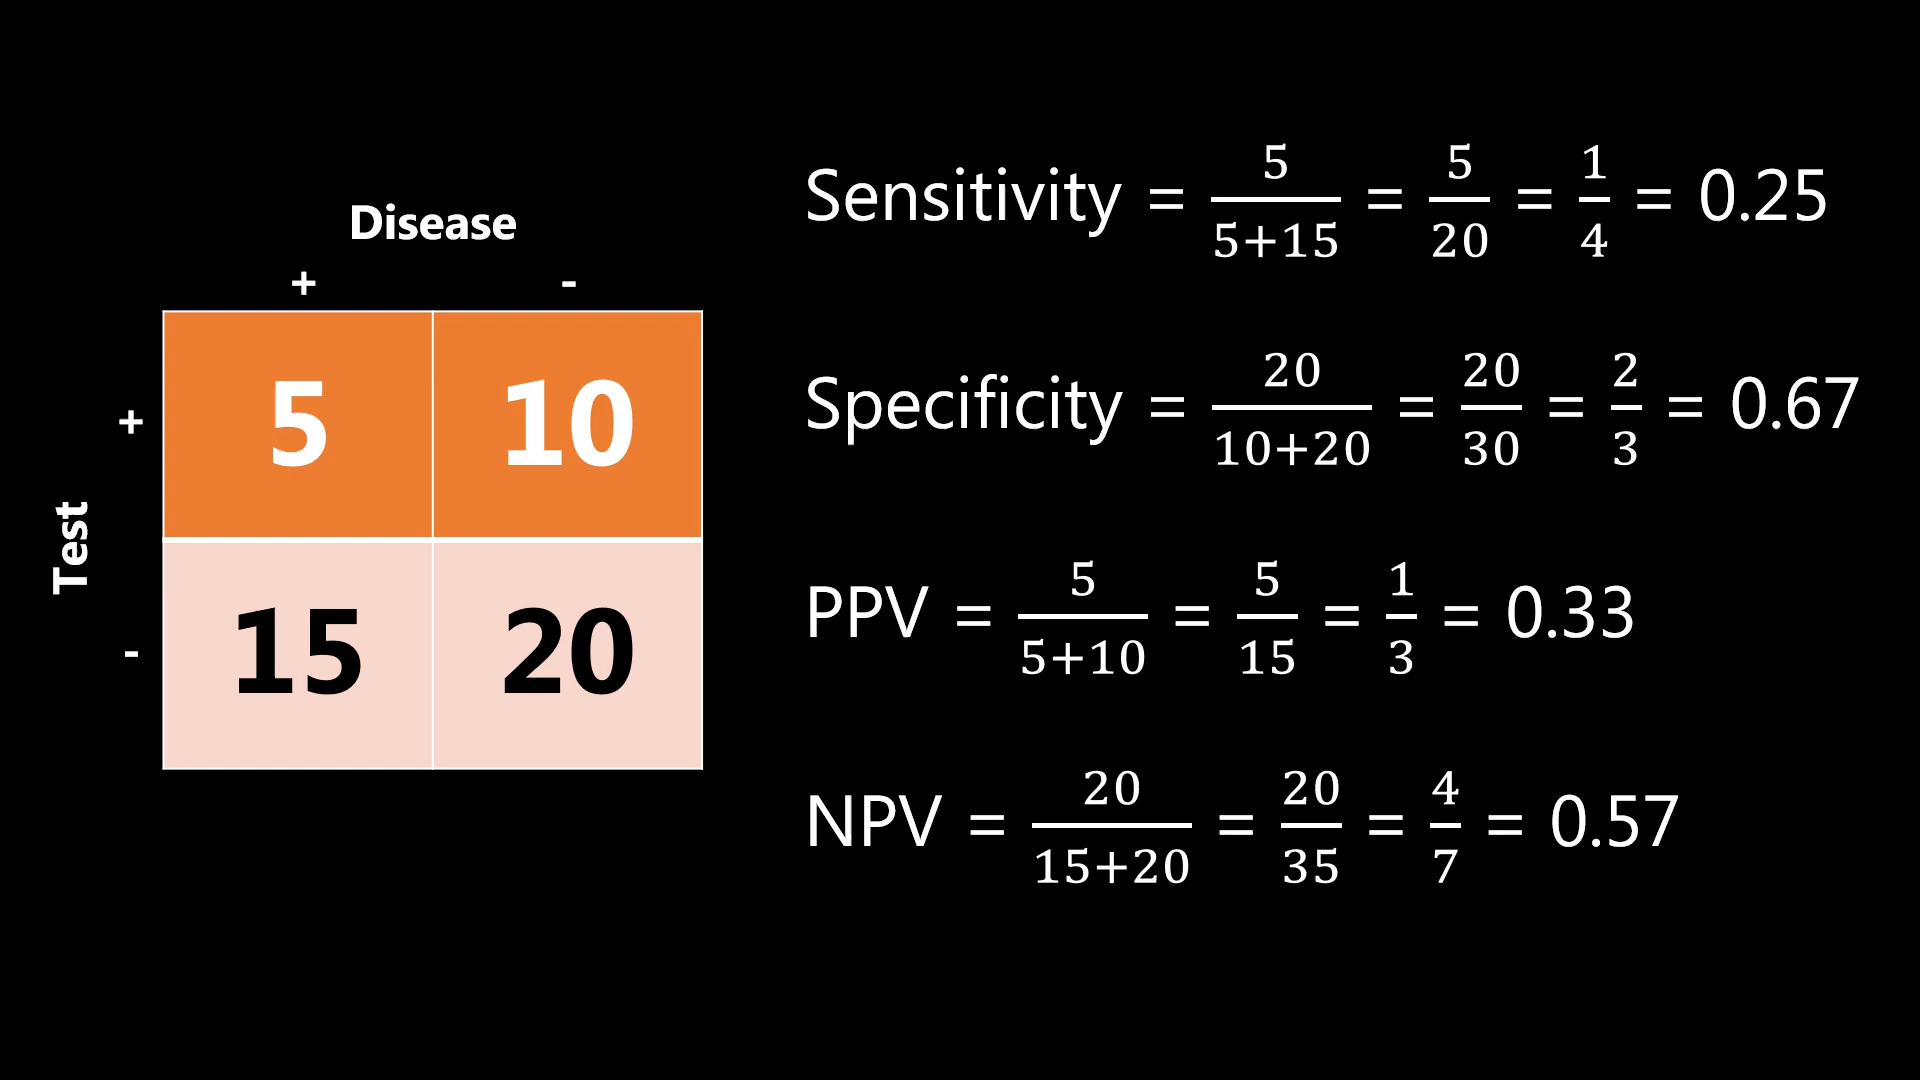 Disease
+ -
+ 5 10
Test
- 15 20
Sensitivity = 5/(5+15) = 5/20 = 1/4 = 0.25
Specificity = 20/(10+20) = 20/30 = 2/3 = 0.67
PPV = 5/(5+10) = 5/15 = 1/3 = 0.33
NPV = 20/(15+20) = 20/35 = 4/7 = 0.57